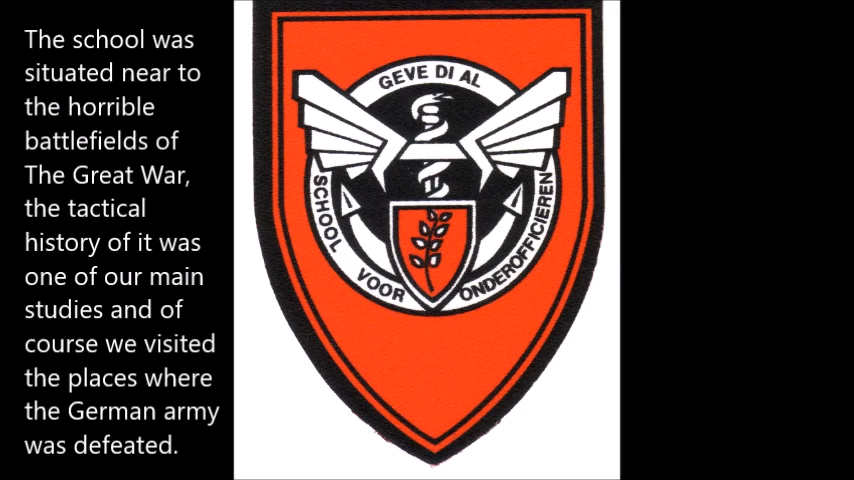 The school was
situated near to
the horrible
battlefields of
The Great War,
the tactical
history of it was
one of our main
studies and of
course we visited
the places where
the German army
was defeated.
GEVE DI AL
SCHOOL VOOR ONDEROFFICIEREN